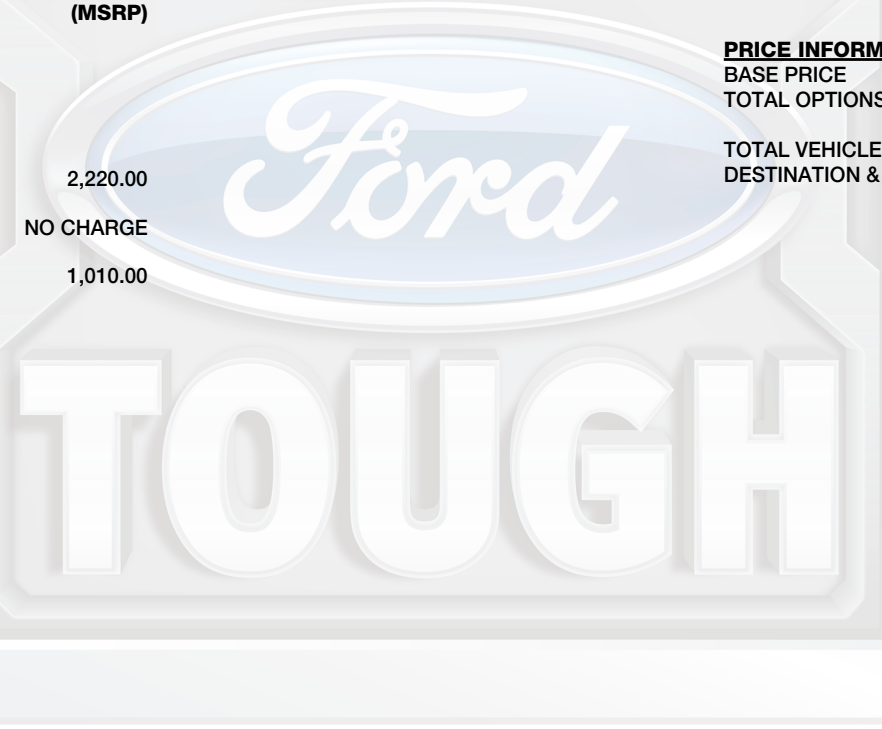 (MSRP)
PRICE INFORM
BASE PRICE
TOTAL OPTIONS
TOTAL VEHICLE
DESTINATION &
2,220.00
NO CHARGE
1,010.00
Ford
TOUGH